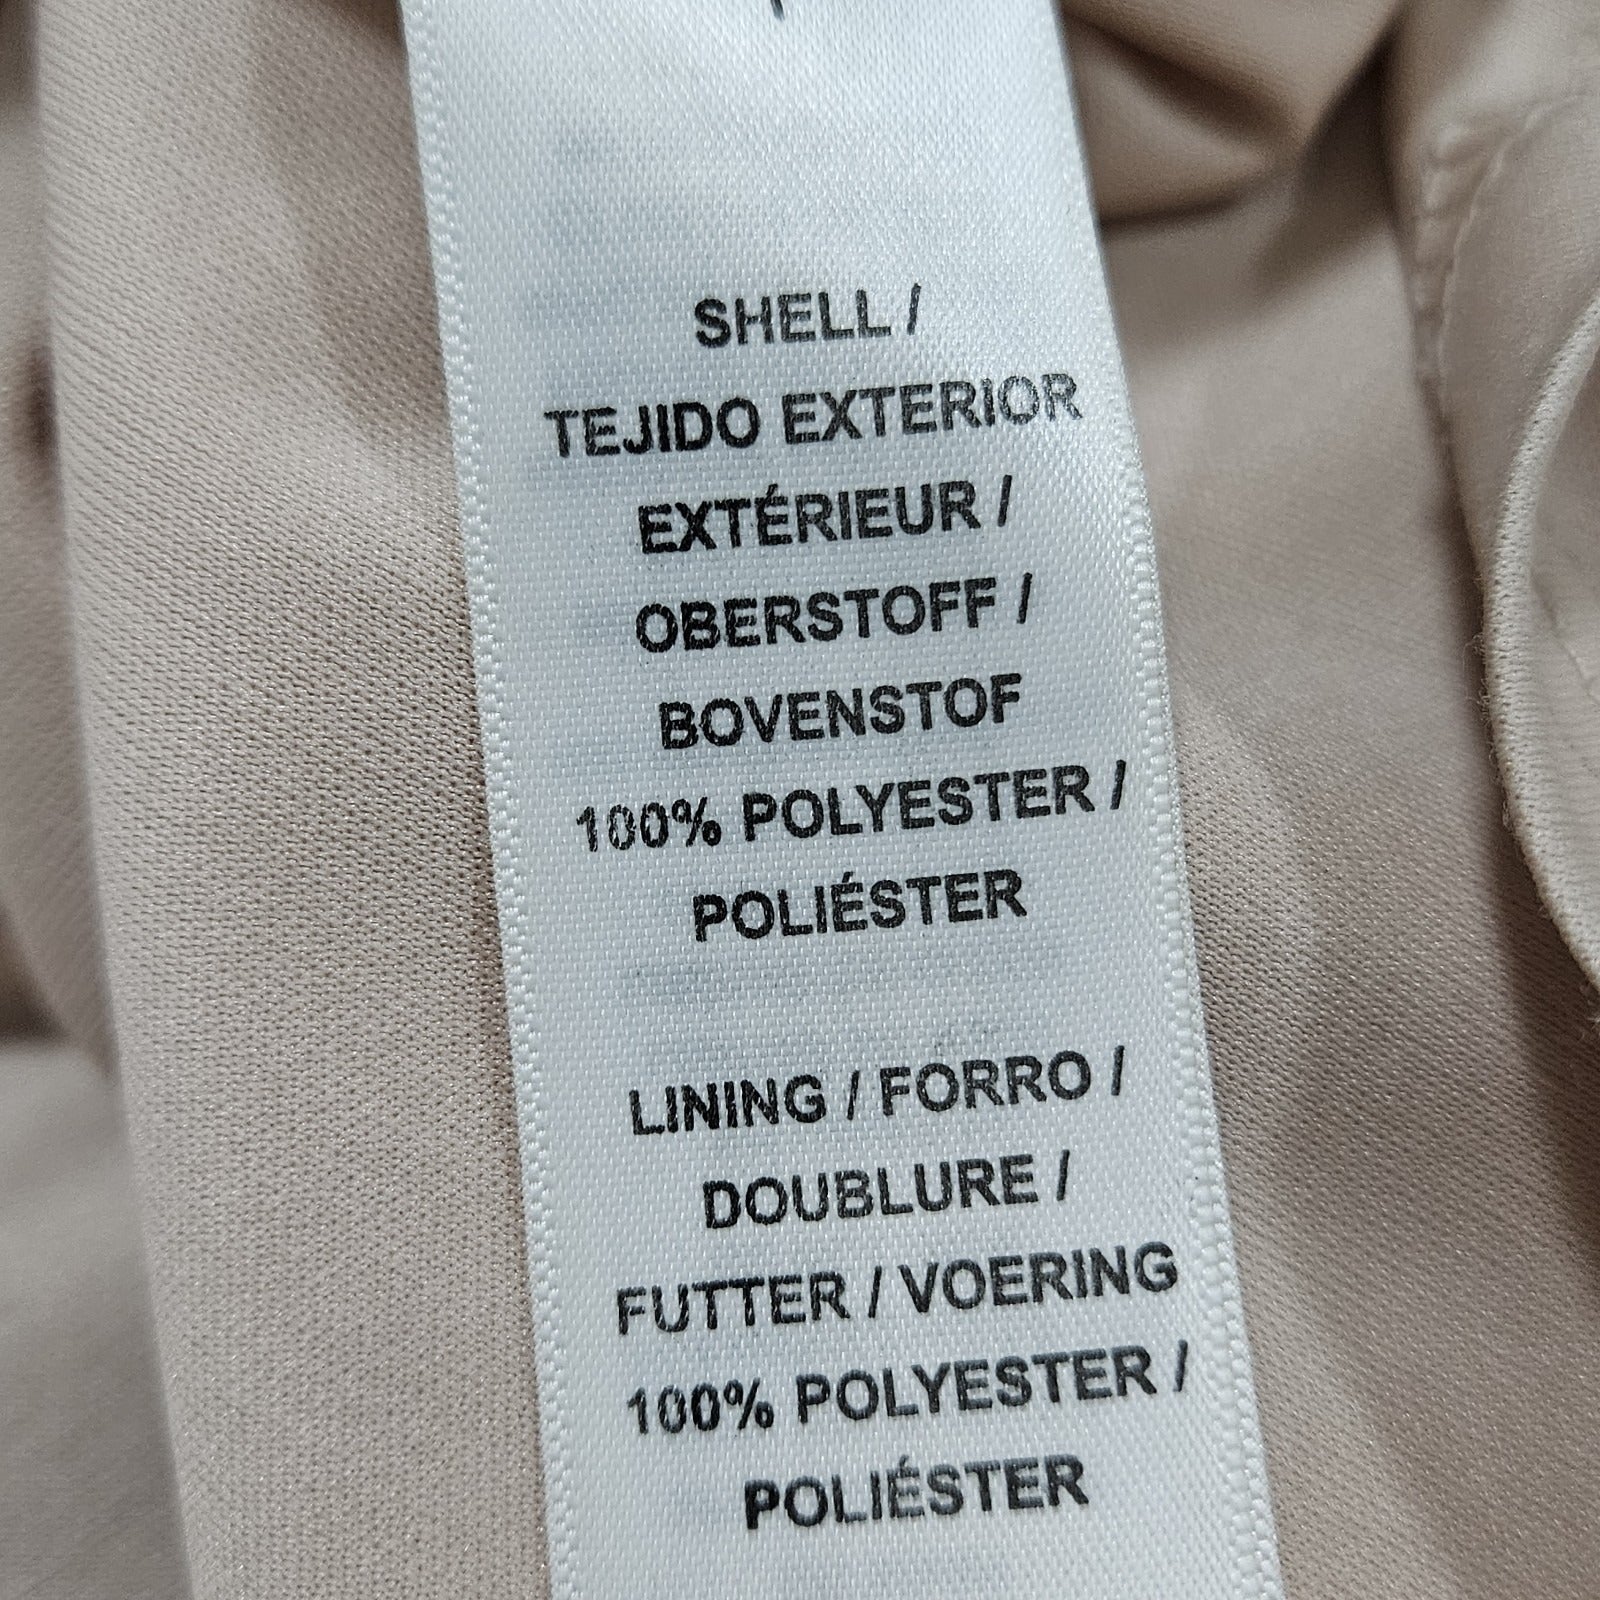 SHELL /
TEJIDO EXTERIOR
EXTÉRIEUR /
OBERSTOFF /
BOVENSTOF
100% POLYESTER /
POLIÉSTER
LINING / FORRO /
DOUBLURE /
FUTTER / VOERING
100% POLYESTER /
POLIÉSTER